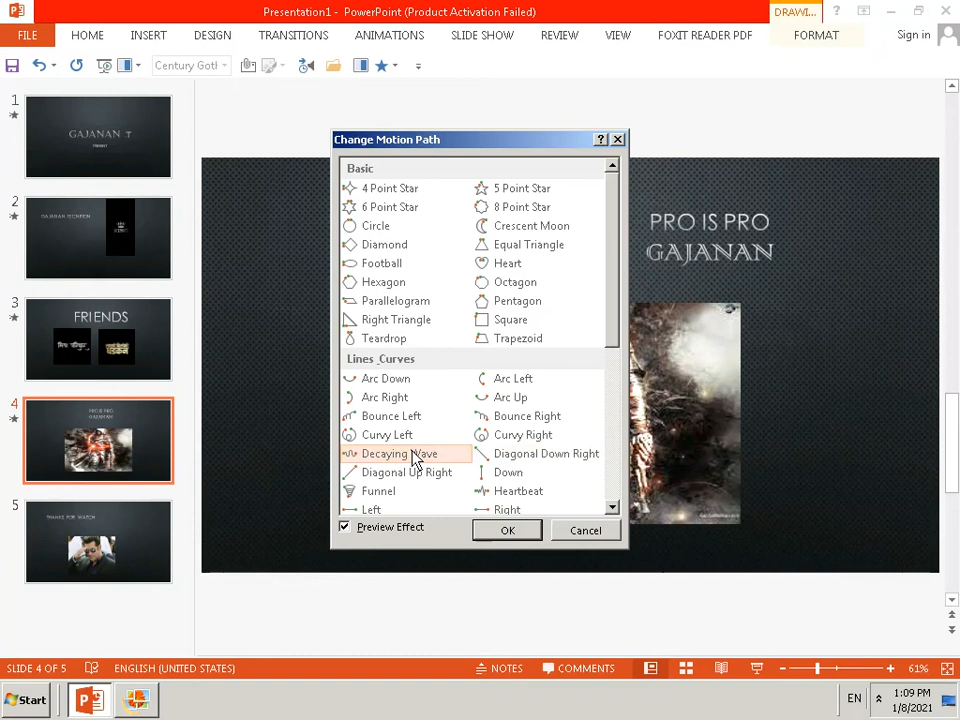 Presentation1 - PowerPoint (Product Activation Failed)
DRAWI...
?
FILE HOME INSERT DESIGN TRANSITIONS ANIMATIONS SLIDE SHOW REVIEW VIEW FOXIT READER PDF FORMAT Sign in
Century Gotl
1
GAJANAN .T
PRESENT
2
3
FRIENDS
4
PRO IS PRO
GAJANAN
5
THANKS FOR WATCH
PRO IS PRO
GAJANAN
Change Motion Path
?
Basic
4 Point Star 5 Point Star
6 Point Star 8 Point Star
Circle Crescent Moon
Diamond Equal Triangle
Football Heart
Hexagon Octagon
Parallelogram Pentagon
Right Triangle Square
Teardrop Trapezoid
Lines_Curves
Arc Down Arc Left
Arc Right Arc Up
Bounce Left Bounce Right
Curvy Left Curvy Right
Decaying Wave Diagonal Down Right
Diagonal Up Right Down
Funnel Heartbeat
Left Right
Preview Effect OK Cancel
SLIDE 4 OF 5 ENGLISH (UNITED STATES) NOTES COMMENTS 61%
Start EN 1:09 PM
1/8/2021